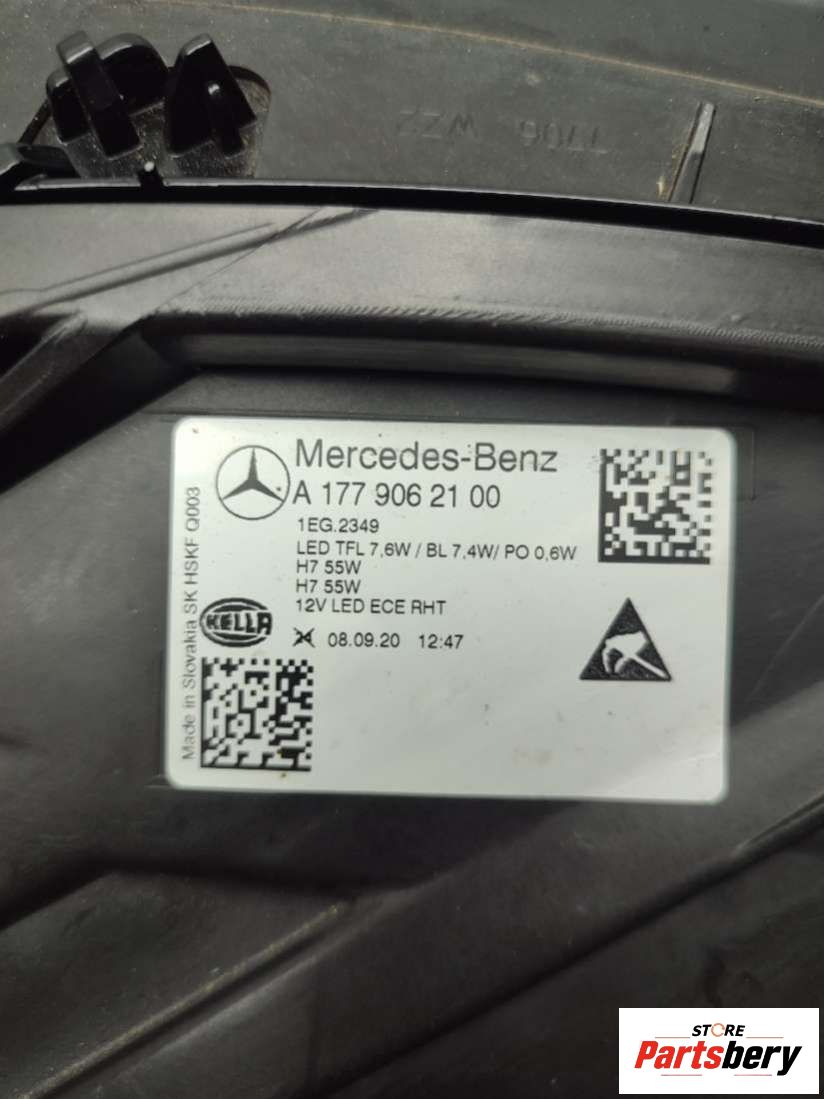 7706 WZ2
Mercedes-Benz
A 177 906 21 00
1EG.2349
LED TFL 7,6W / BL 7,4W/ PO 0,6W
H7 55W
H7 55W
12V LED ECE RHT
HELLA
08.09.20 12:47
Made in Slovakia SK HSKF Q003
STORE
Partsbery